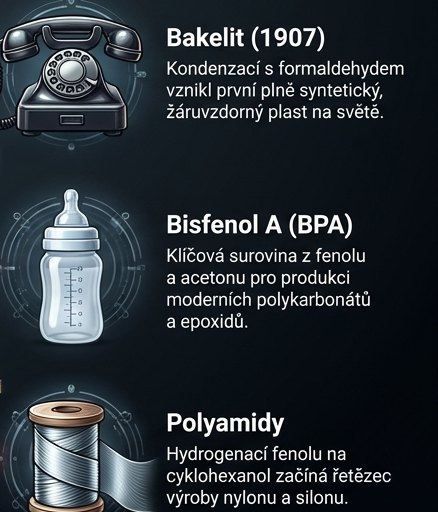 Bakelit (1907)
Kondenzací s formaldehydem
vznikl první plně syntetický,
žáruvzdorný plast na světě.
Bisfenol A (BPA)
Klíčová surovina z fenolu
a acetonu pro produkci
moderních polykarbonátů
a epoxidů.
Polyamidy
Hydrogenací fenolu na
cyklohexanol začíná řetězec
výroby nylonu a silonu.